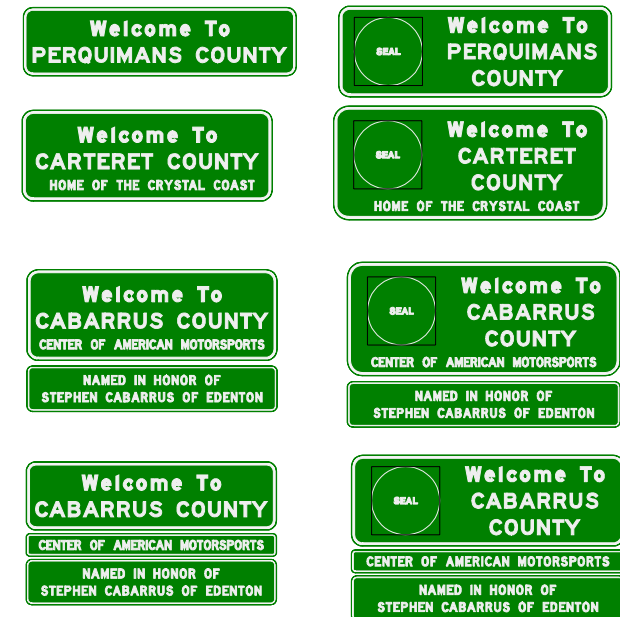 Welcome To
PERQUIMANS COUNTY
SEAL
Welcome To
PERQUIMANS
COUNTY
Welcome To
CARTERET COUNTY
HOME OF THE CRYSTAL COAST
SEAL
Welcome To
CARTERET
COUNTY
HOME OF THE CRYSTAL COAST
Welcome To
CABARRUS COUNTY
CENTER OF AMERICAN MOTORSPORTS
NAMED IN HONOR OF
STEPHEN CABARRUS OF EDENTON
SEAL
Welcome To
CABARRUS
COUNTY
CENTER OF AMERICAN MOTORSPORTS
NAMED IN HONOR OF
STEPHEN CABARRUS OF EDENTON
Welcome To
CABARRUS COUNTY
CENTER OF AMERICAN MOTORSPORTS
NAMED IN HONOR OF
STEPHEN CABARRUS OF EDENTON
SEAL
Welcome To
CABARRUS
COUNTY
CENTER OF AMERICAN MOTORSPORTS
NAMED IN HONOR OF
STEPHEN CABARRUS OF EDENTON